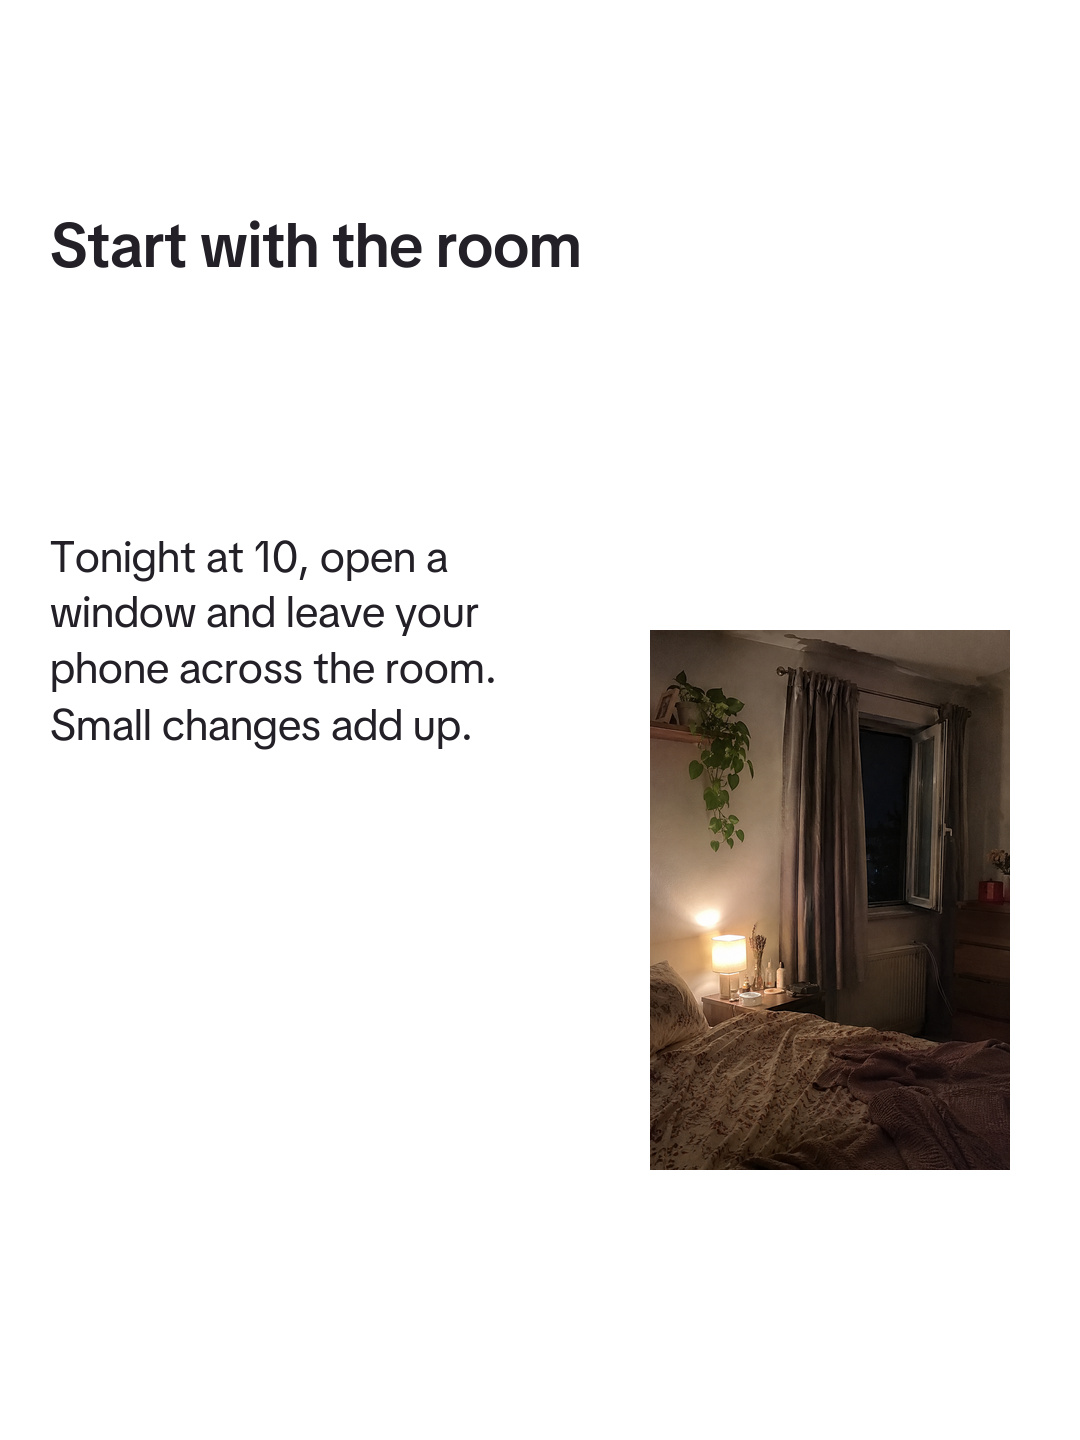 Start with the room
Tonight at 10, open a
window and leave your
phone across the room.
Small changes add up.